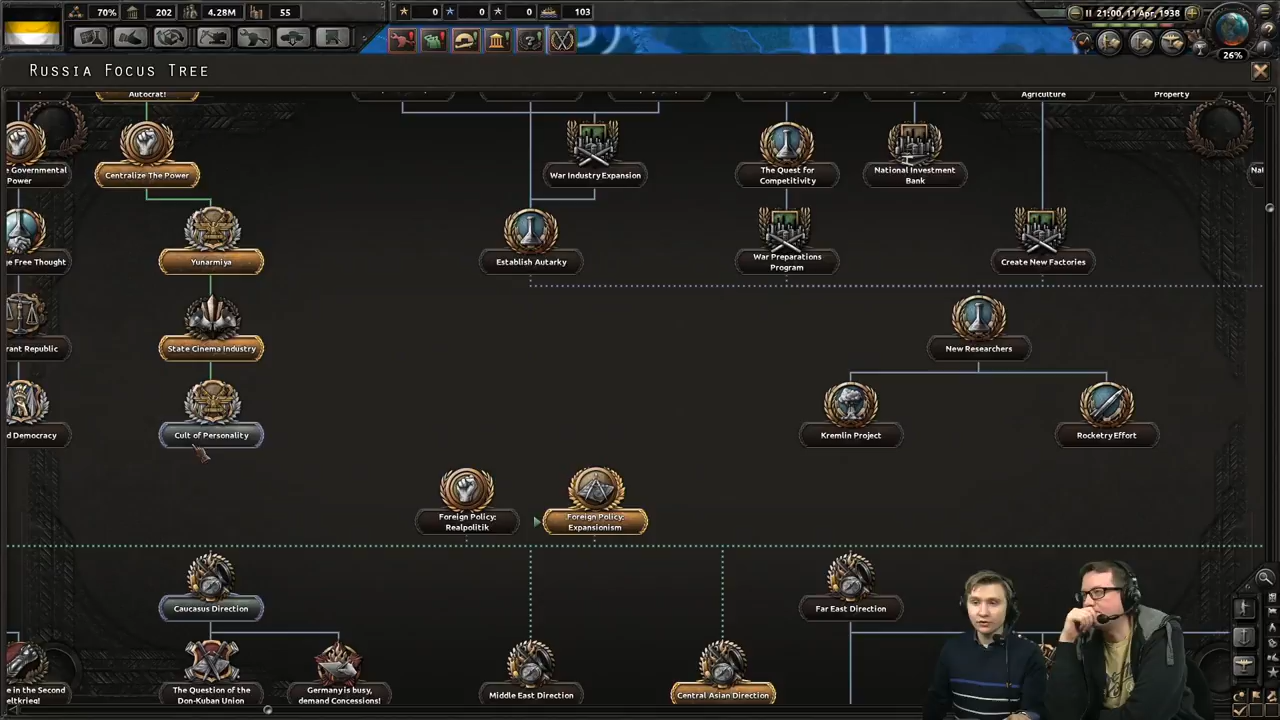 70%
202
4.28M
55
0
0
0
103
21:00, 11 Apr, 1938
26%
Russia Focus Tree
Autocrat!
Agriculture
Property
Governmental
Power
Centralize The Power
War Industry Expansion
The Quest for
Competitivity
National Investment
Bank
Free Thought
Yunarmiya
Establish Autarky
War Preparations
Program
Create New Factories
Republic
State Cinema Industry
New Researchers
Democracy
Cult of Personality
Kremlin Project
Rocketry Effort
Foreign Policy:
Realpolitik
Foreign Policy:
Expansionism
Caucasus Direction
Far East Direction
in the Second
The Question of the
Don-Kuban Union
Germany is busy,
demand Concessions!
Middle East Direction
Central Asian Direction